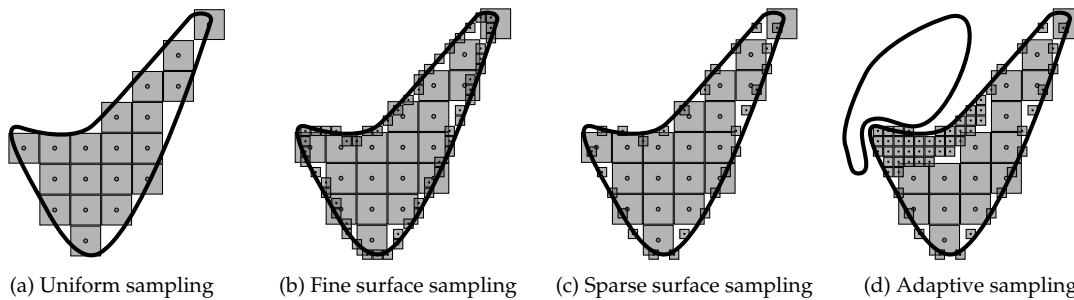 (a) Uniform sampling
(b) Fine surface sampling
(c) Sparse surface sampling
(d) Adaptive sampling